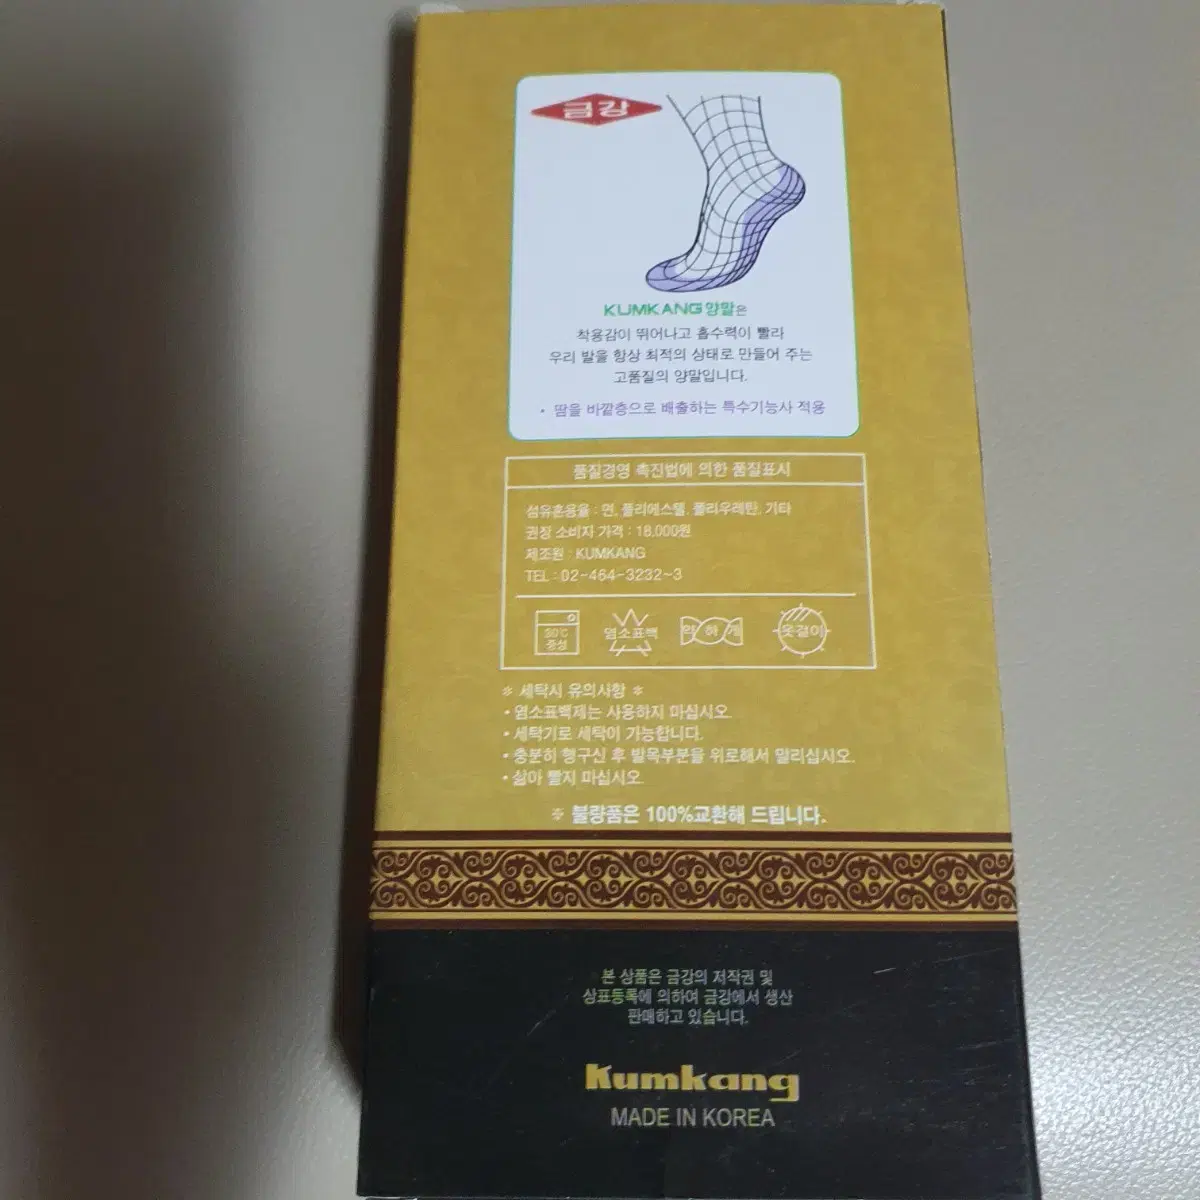 금강
KUMKANG양말은
착용감이 뛰어나고 흡수력이 빨라
우리 발을 항상 최적의 상태로 만들어 주는
고품질의 양말입니다.
• 땀을 바깥층으로 배출하는 특수기능사 적용
품질경영 촉진법에 의한 품질표시
섬유혼용율 : 면, 폴리에스텔, 폴리우레탄, 기타
권장 소비자 가격 : 18,000원
제조원 : KUMKANG
TEL : 02-464-3232~3
30℃ 중성
염소표백
약하게
옷걸이
※ 세탁시 유의사항 ※
• 염소표백제는 사용하지 마십시오.
• 세탁기로 세탁이 가능합니다.
• 충분히 헹구신 후 발목부분을 위로해서 말리십시오.
• 삶아 빨지 마십시오.
※ 불량품은 100%교환해 드립니다.
본 상품은 금강의 저작권 및
상표등록에 의하여 금강에서 생산
판매하고 있습니다.
Kumkang
MADE IN KOREA